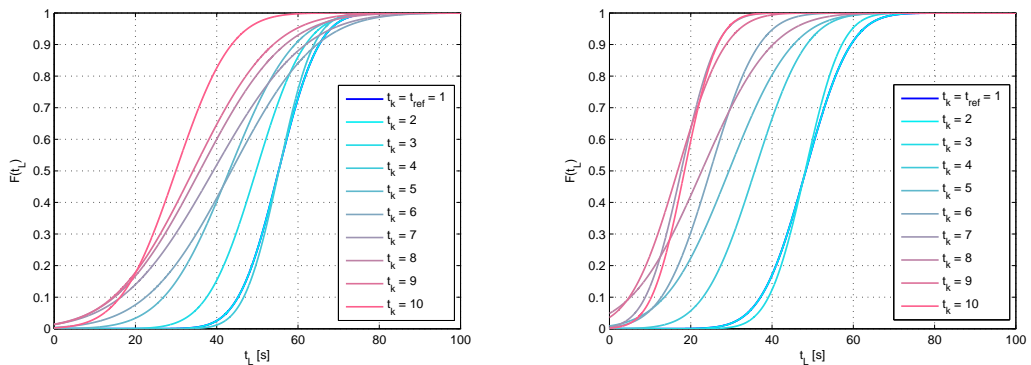 1
0.9
0.8
0.7
0.6
0.5
0.4
0.3
0.2
0.1
0
F(t_L)
0 20 40 60 80 100
t_L [s]
t_k = t_ref = 1
t_k = 2
t_k = 3
t_k = 4
t_k = 5
t_k = 6
t_k = 7
t_k = 8
t_k = 9
t_k = 10
1
0.9
0.8
0.7
0.6
0.5
0.4
0.3
0.2
0.1
0
F(t_L)
0 20 40 60 80 100
t_L [s]
t_k = t_ref = 1
t_k = 2
t_k = 3
t_k = 4
t_k = 5
t_k = 6
t_k = 7
t_k = 8
t_k = 9
t_k = 10